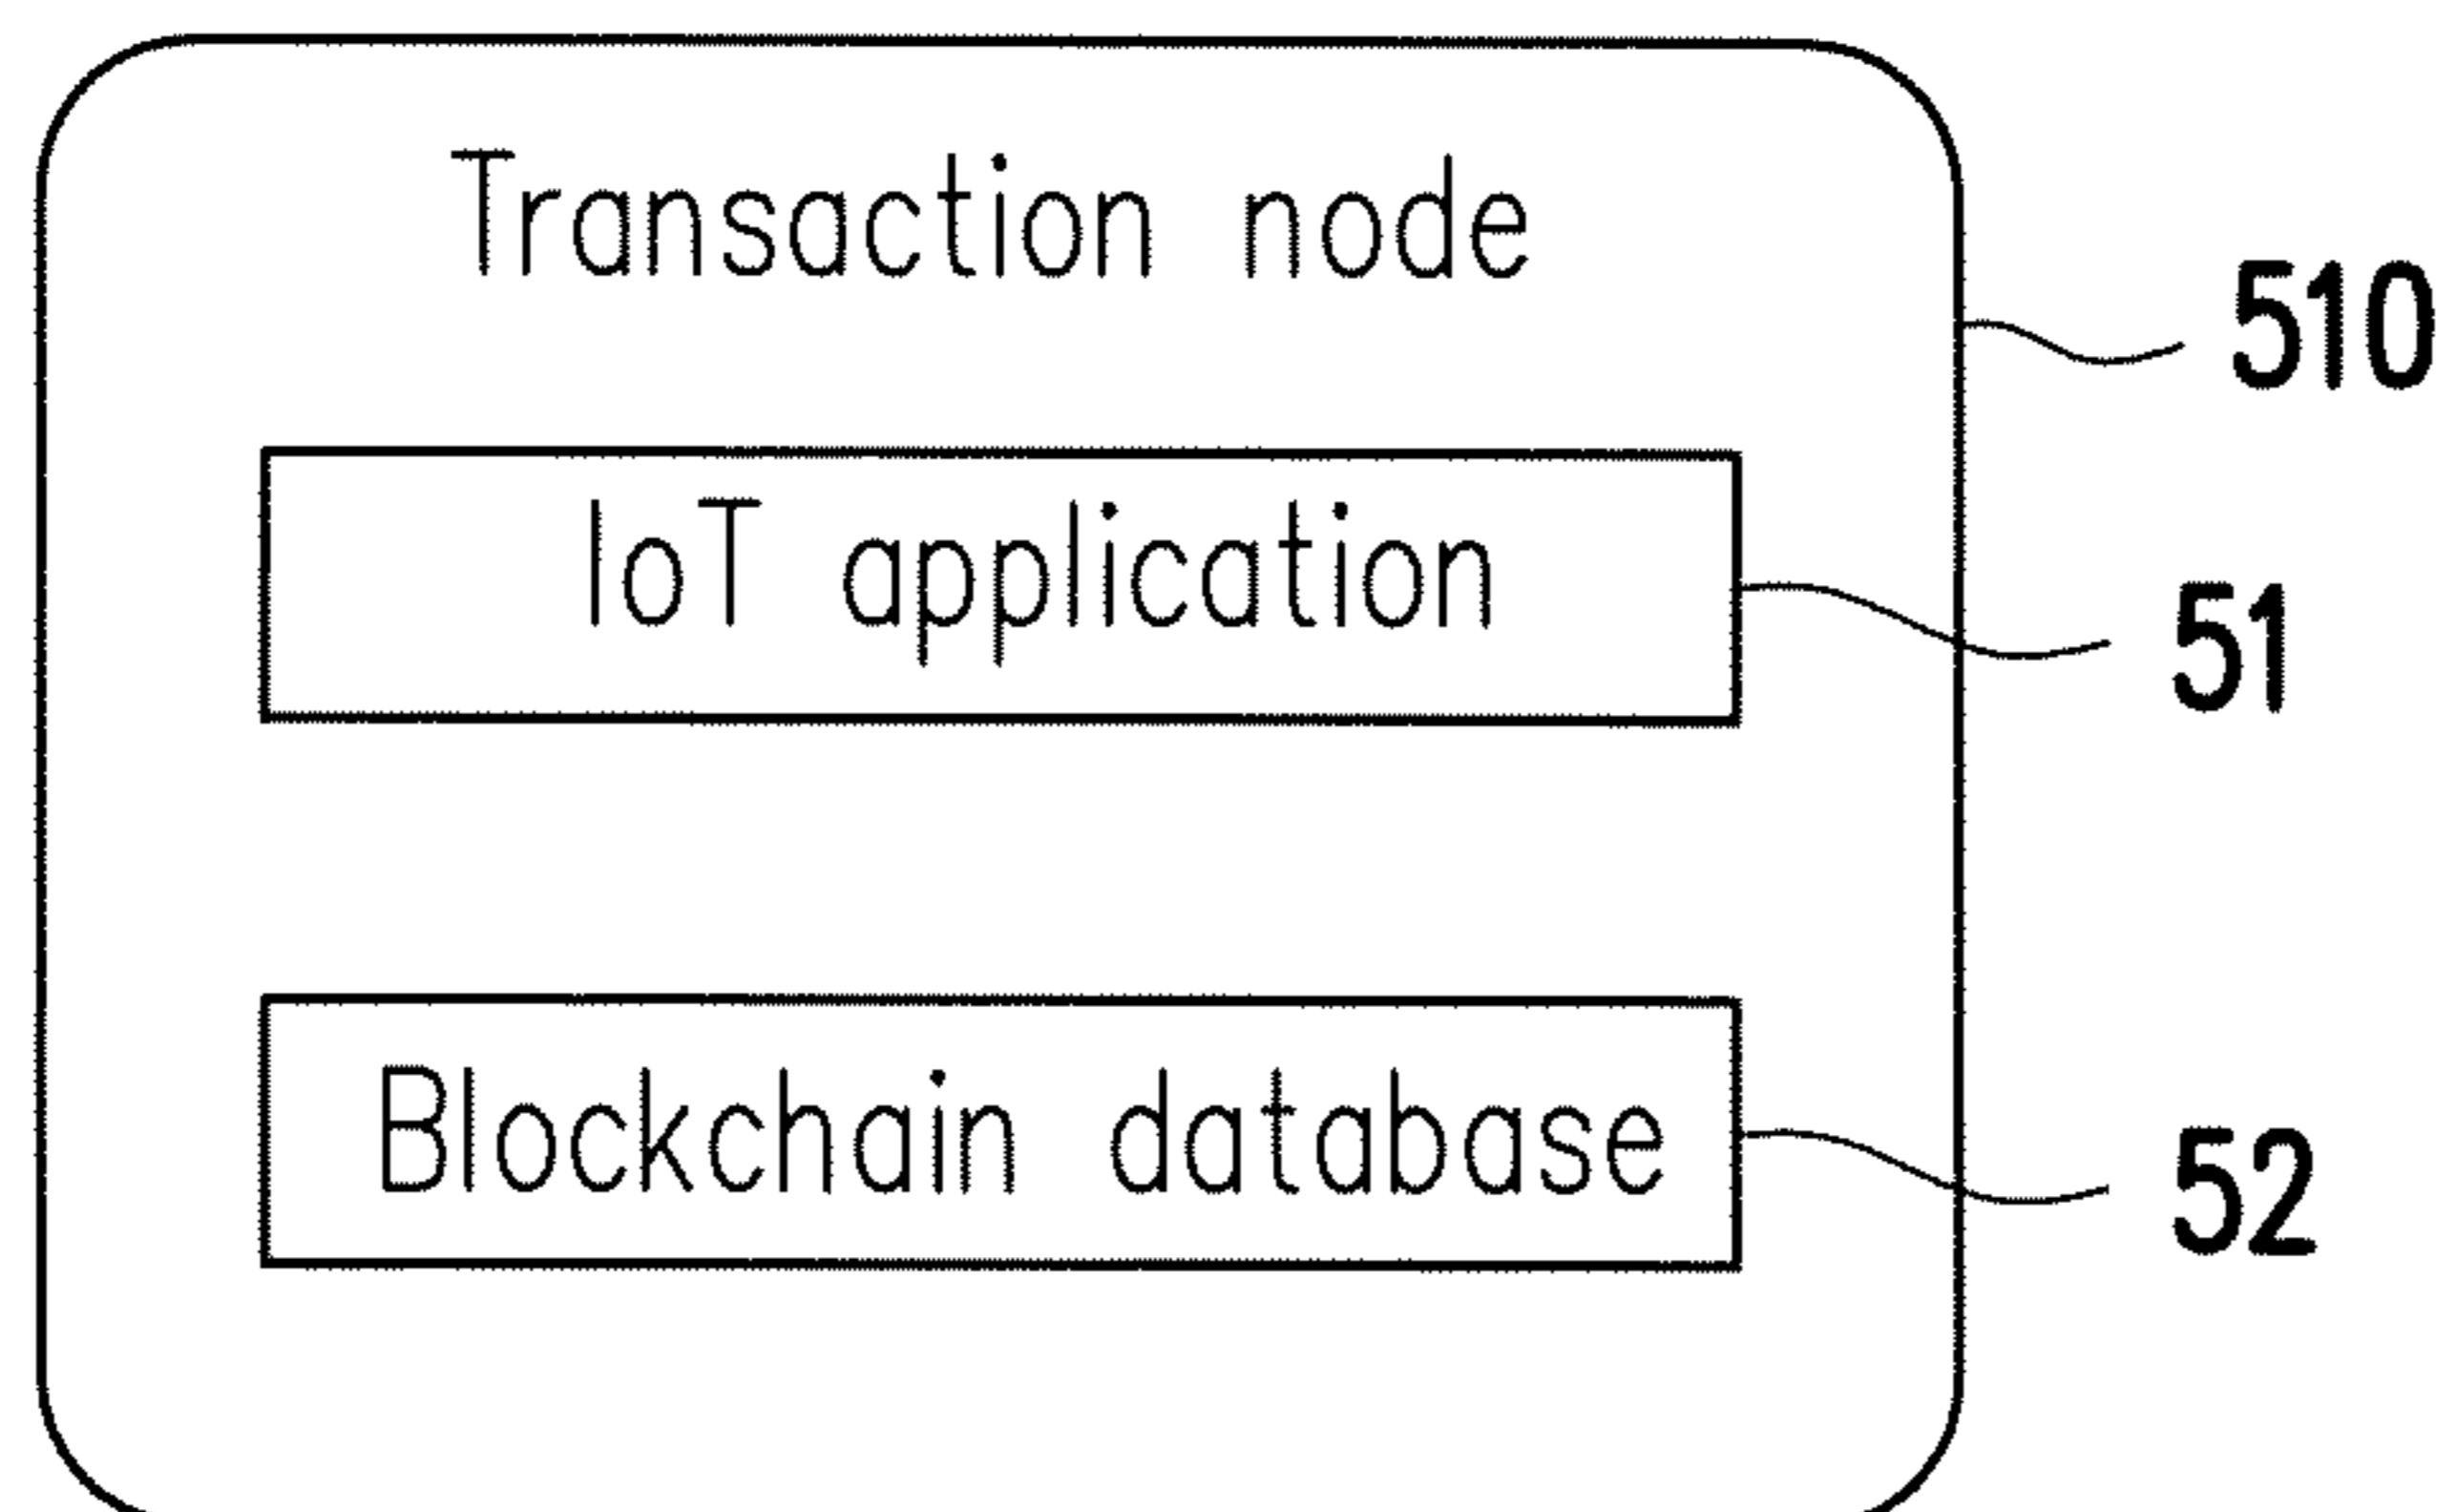 Transaction node
510
IoT application
51
Blockchain database
52